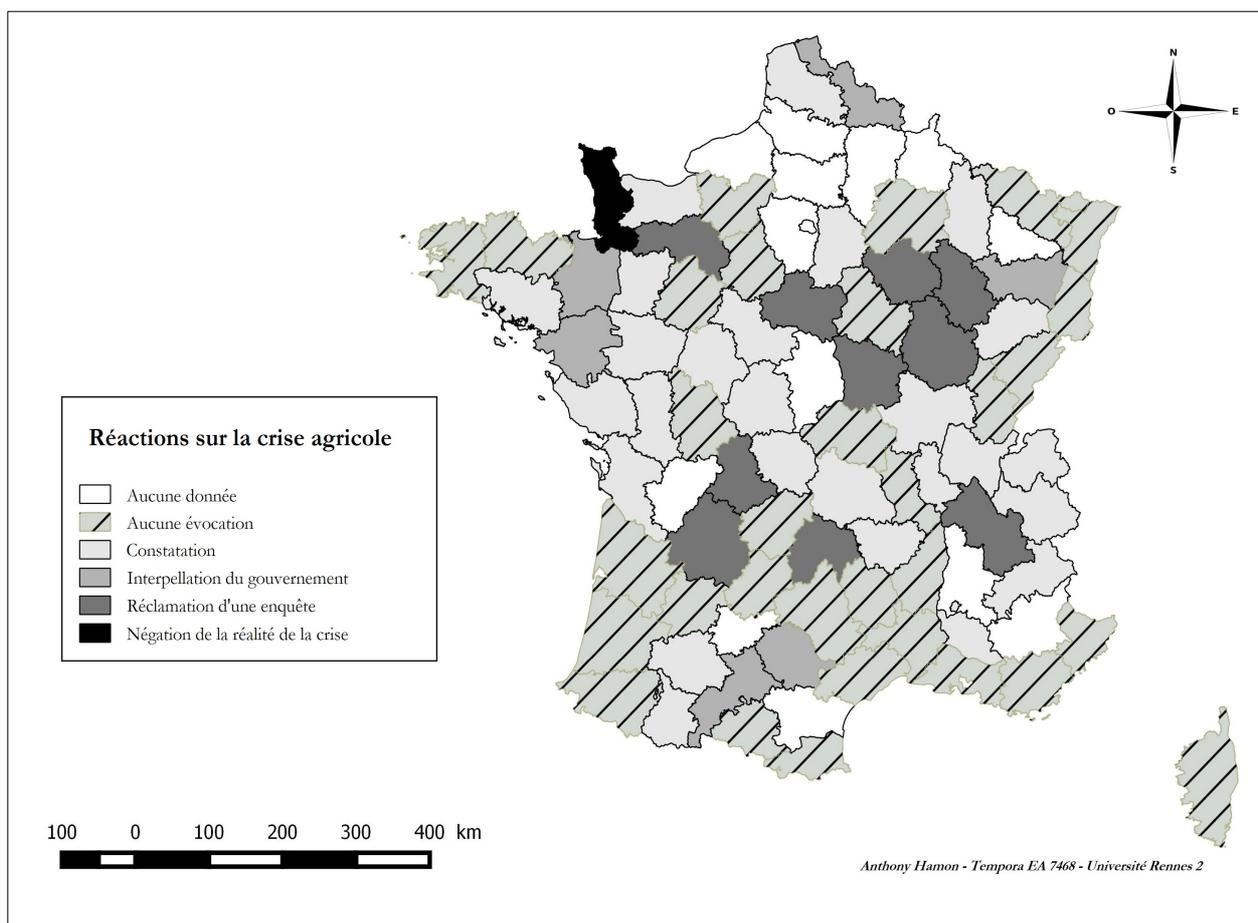 N
O
E
S
Réactions sur la crise agricole
Aucune donnée
Aucune évocation
Constatation
Interpellation du gouvernement
Réclamation d'une enquête
Négation de la réalité de la crise
100 0 100 200 300 400 km
Anthony Hamon - Tempora EA 7468 - Université Rennes 2